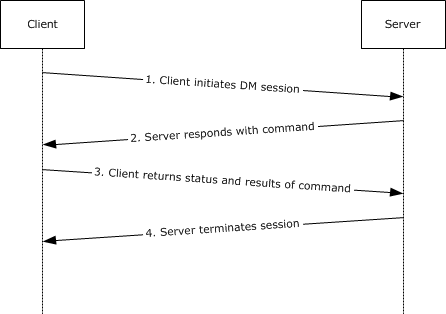 Client
Server
1. Client initiates DM session
2. Server responds with command
3. Client returns status and results of command
4. Server terminates session